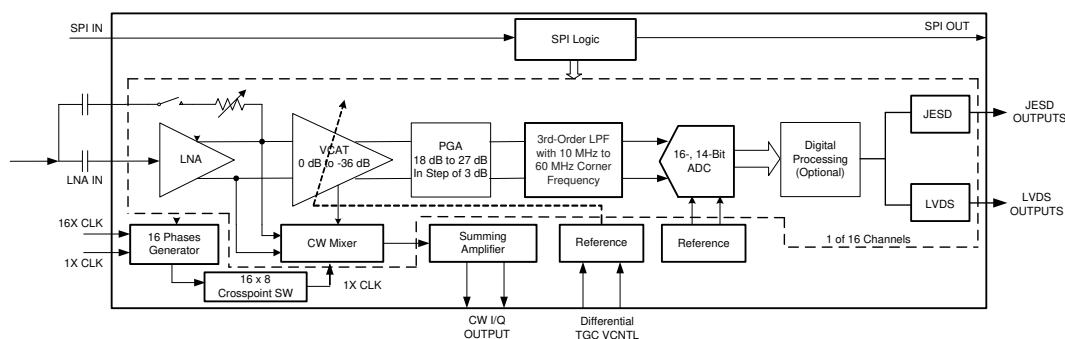 SPI IN
SPI Logic
SPI OUT
LNA IN
LNA
VCAT
0 dB to -36 dB
PGA
18 dB to 27 dB
In Step of 3 dB
3rd-Order LPF
with 10 MHz to
60 MHz Corner
Frequency
16-, 14-Bit
ADC
Digital
Processing
(Optional)
JESD
JESD
OUTPUTS
LVDS
LVDS
OUTPUTS
16X CLK
1X CLK
16 Phases
Generator
CW Mixer
Summing
Amplifier
Reference
Reference
1 of 16 Channels
16 x 8
Crosspoint SW
1X CLK
CW I/Q
OUTPUT
Differential
TGC VCNTL